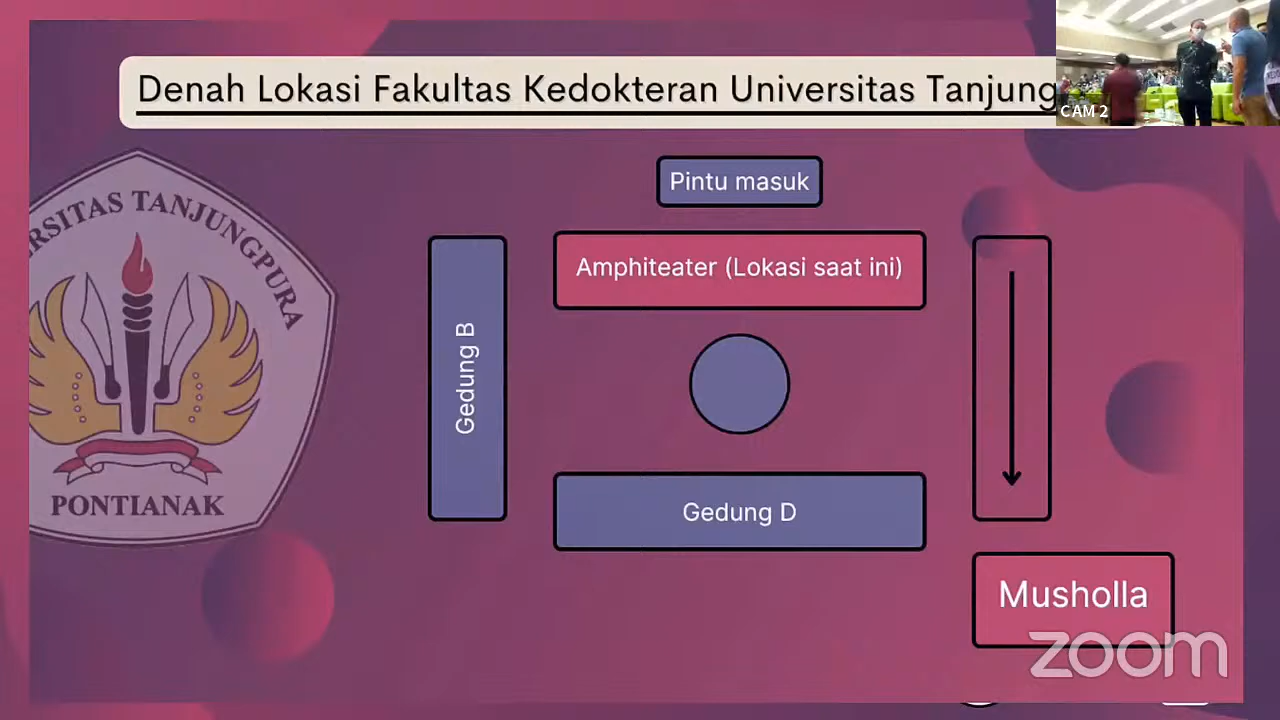 Denah Lokasi Fakultas Kedokteran Universitas Tanjung
CAM 2
RSITAS TANJUNGPURA
PONTIANAK
Pintu masuk
Amphiteater (Lokasi saat ini)
Gedung B
Gedung D
Musholla
zoom